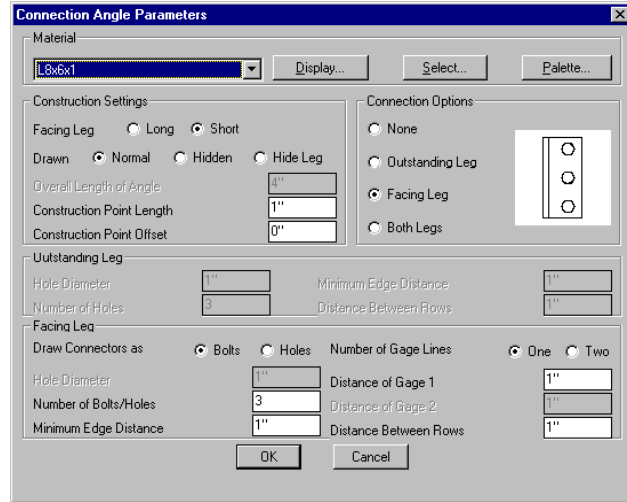 Connection Angle Parameters
Material
L8x6x1 Display... Select... Palette...
Construction Settings
Facing Leg Long Short
Drawn Normal Hidden Hide Leg
Overall Length of Angle 4"
Construction Point Length 1"
Construction Point Offset 0"
Connection Options
None
Outstanding Leg
Facing Leg
Both Legs
Outstanding Leg
Hole Diameter 1" Minimum Edge Distance 1"
Number of Holes 3 Distance Between Rows 1"
Facing Leg
Draw Connectors as Bolts Holes Number of Gage Lines One Two
Hole Diameter 1" Distance of Gage 1 1"
Number of Bolts/Holes 3 Distance of Gage 2 1"
Minimum Edge Distance 1" Distance Between Rows 1"
OK Cancel